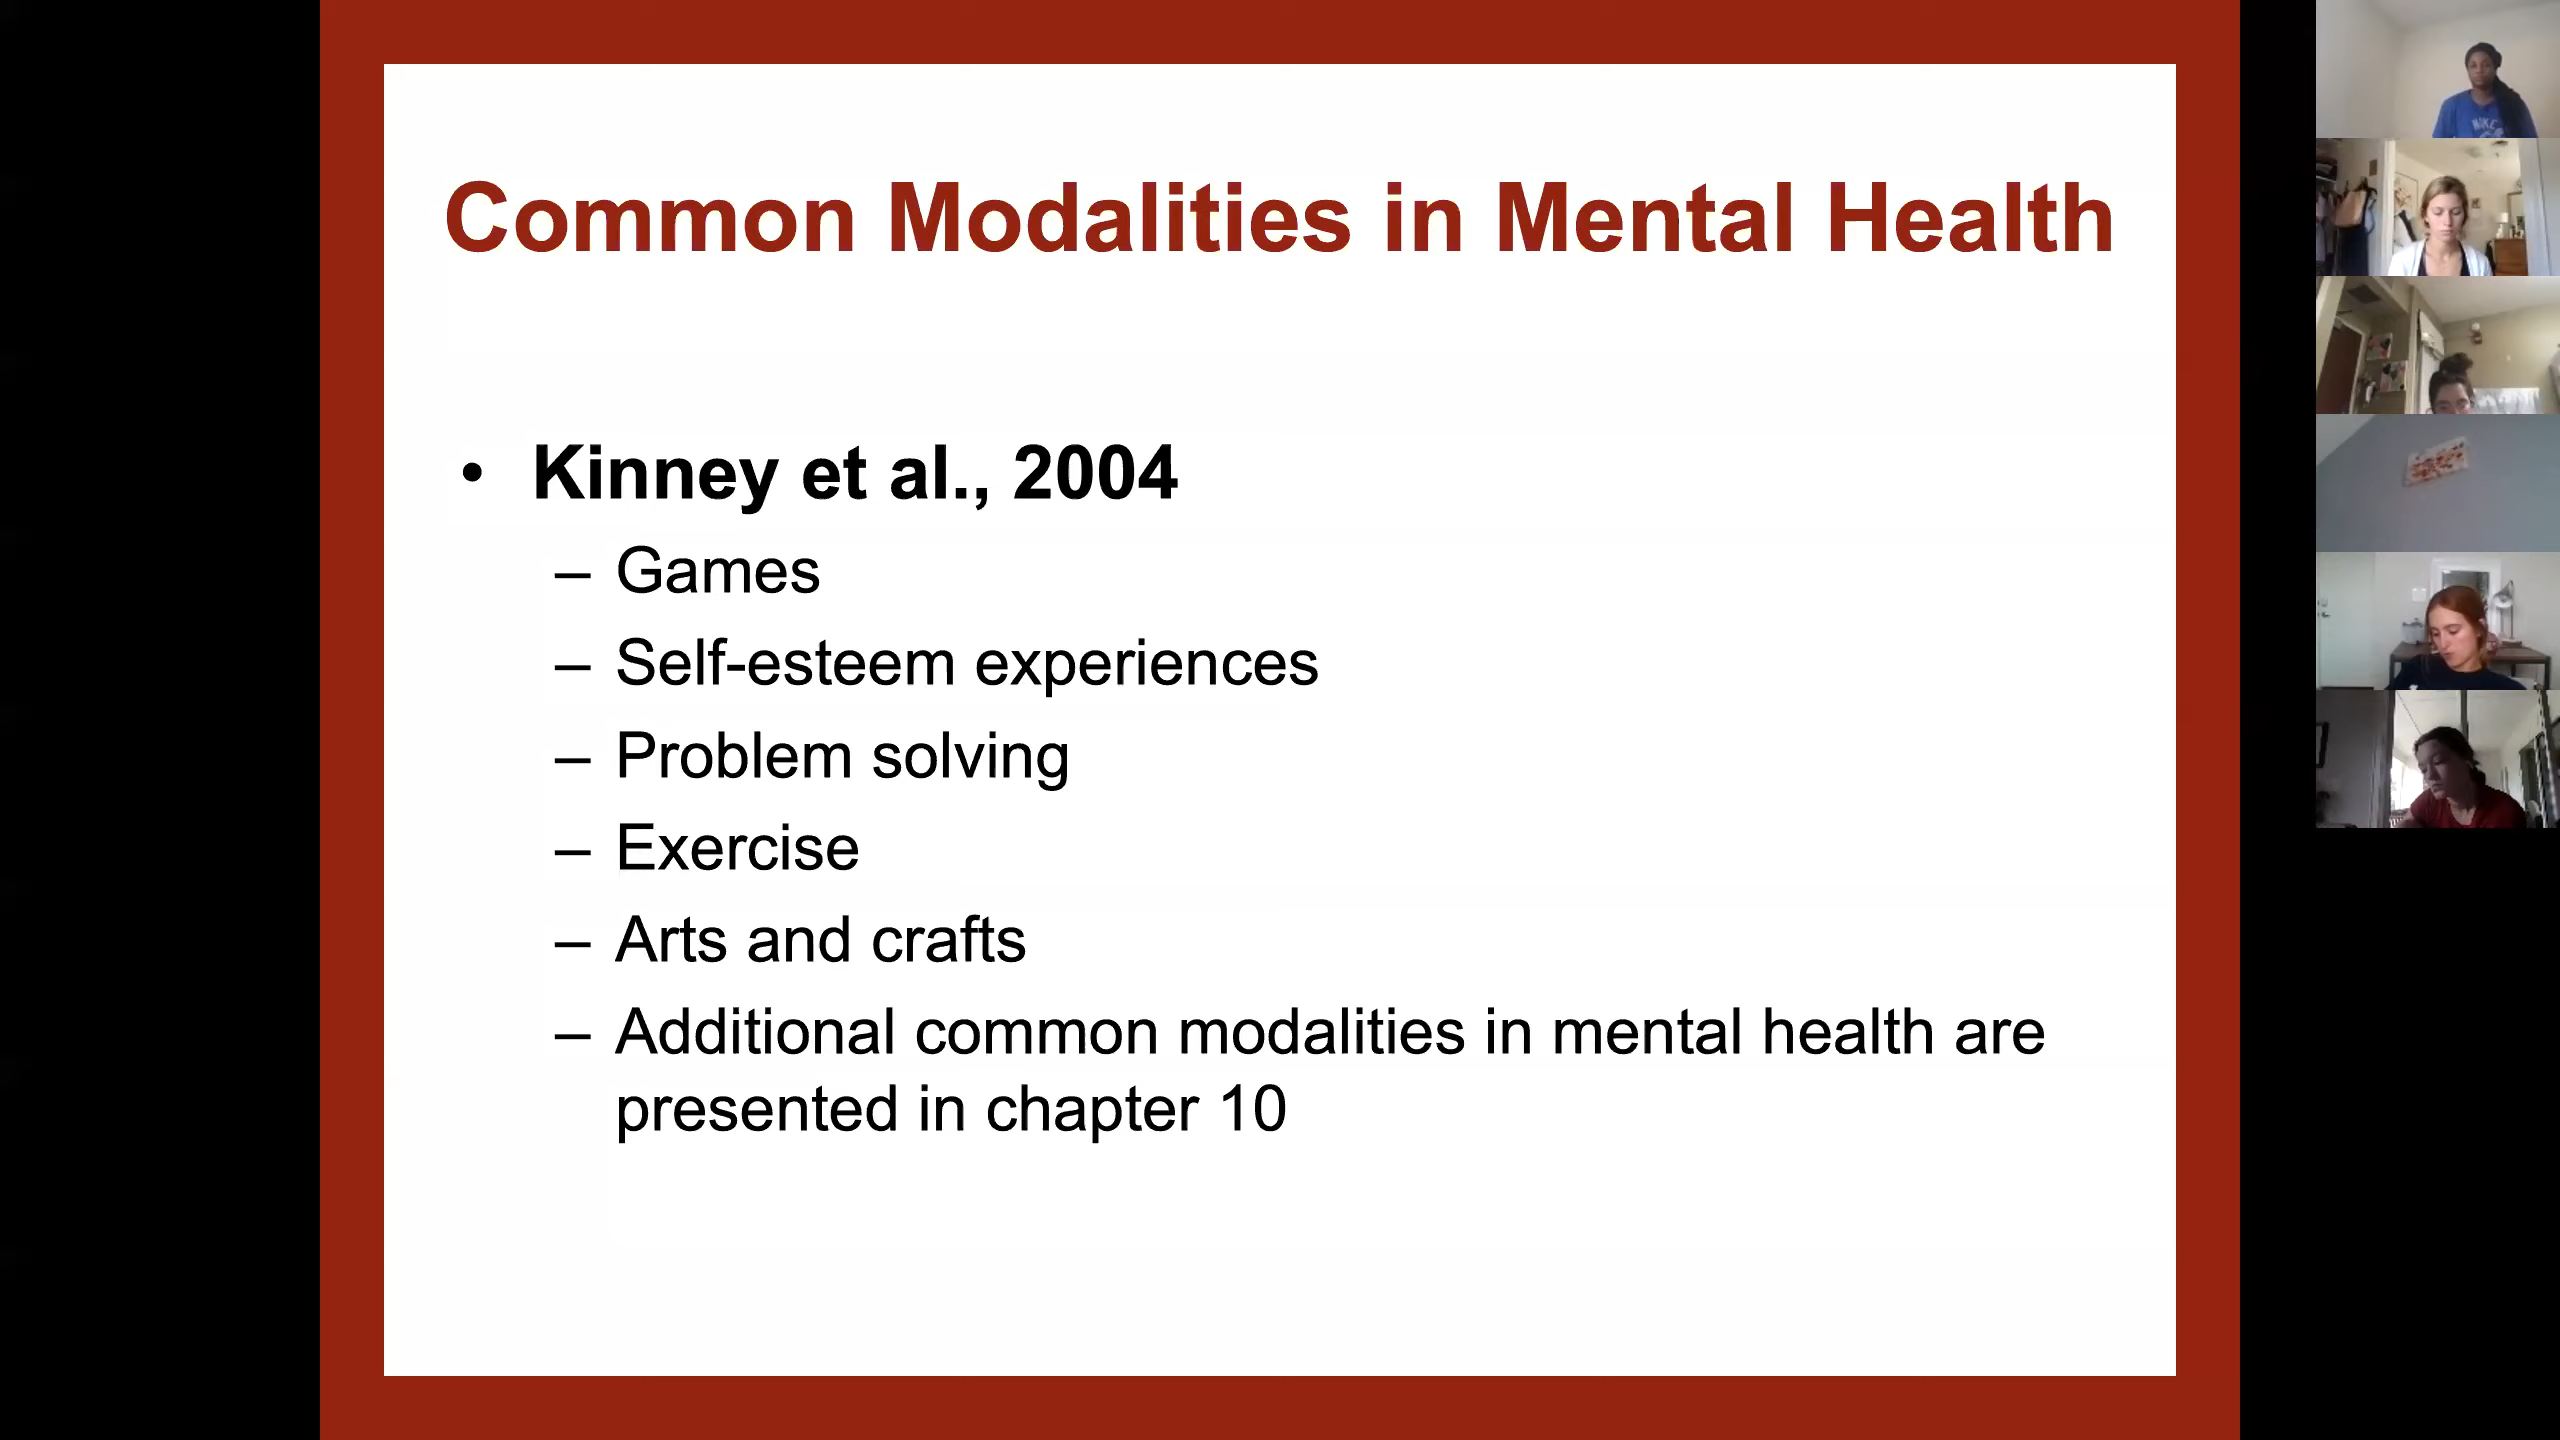 Common Modalities in Mental Health
• Kinney et al., 2004
– Games
– Self-esteem experiences
– Problem solving
– Exercise
– Arts and crafts
– Additional common modalities in mental health are
presented in chapter 10
NIKE